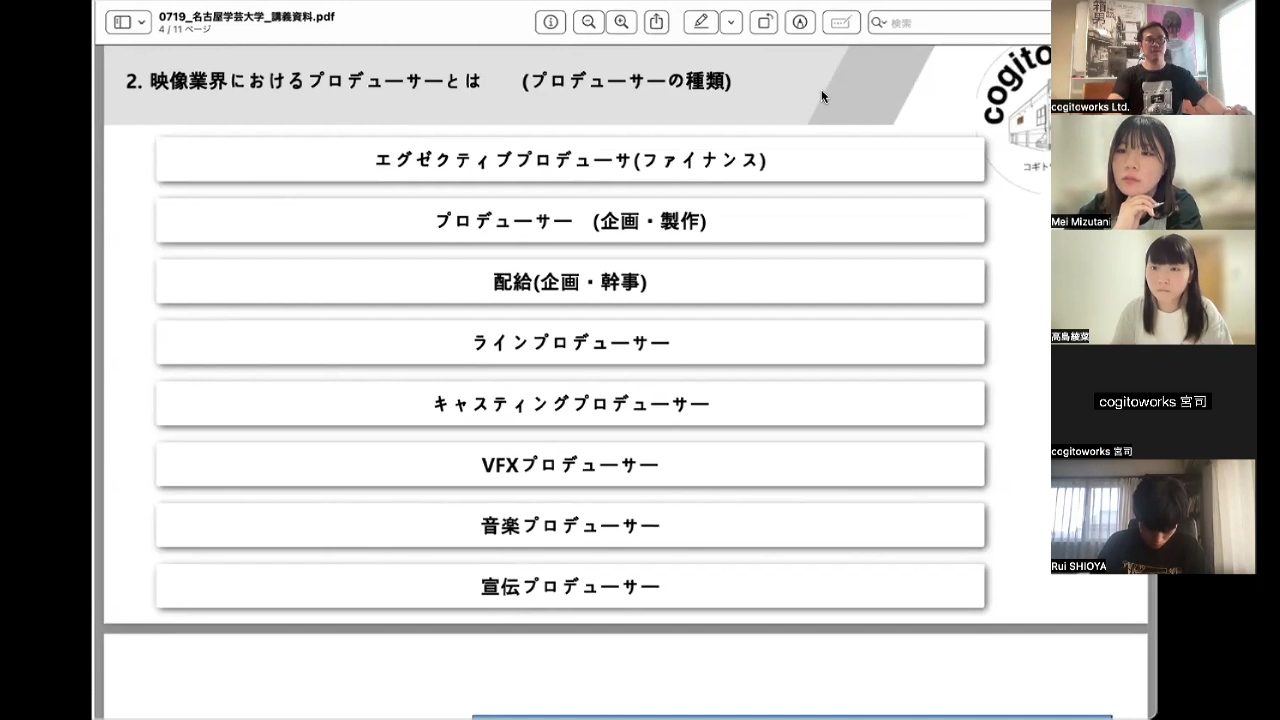 0719_名古屋学芸大学_講義資料.pdf
4 / 11 ページ
検索
2. 映像業界におけるプロデューサーとは　(プロデューサーの種類)
cogito
コギト
エグゼクティブプロデューサ(ファイナンス)
プロデューサー　(企画・製作)
配給(企画・幹事)
ラインプロデューサー
キャスティングプロデューサー
VFXプロデューサー
音楽プロデューサー
宣伝プロデューサー
cogitoworks Ltd.
Mei Mizutani
高島綾菜
cogitoworks 宮司
cogitoworks 宮司
Rui SHIOYA